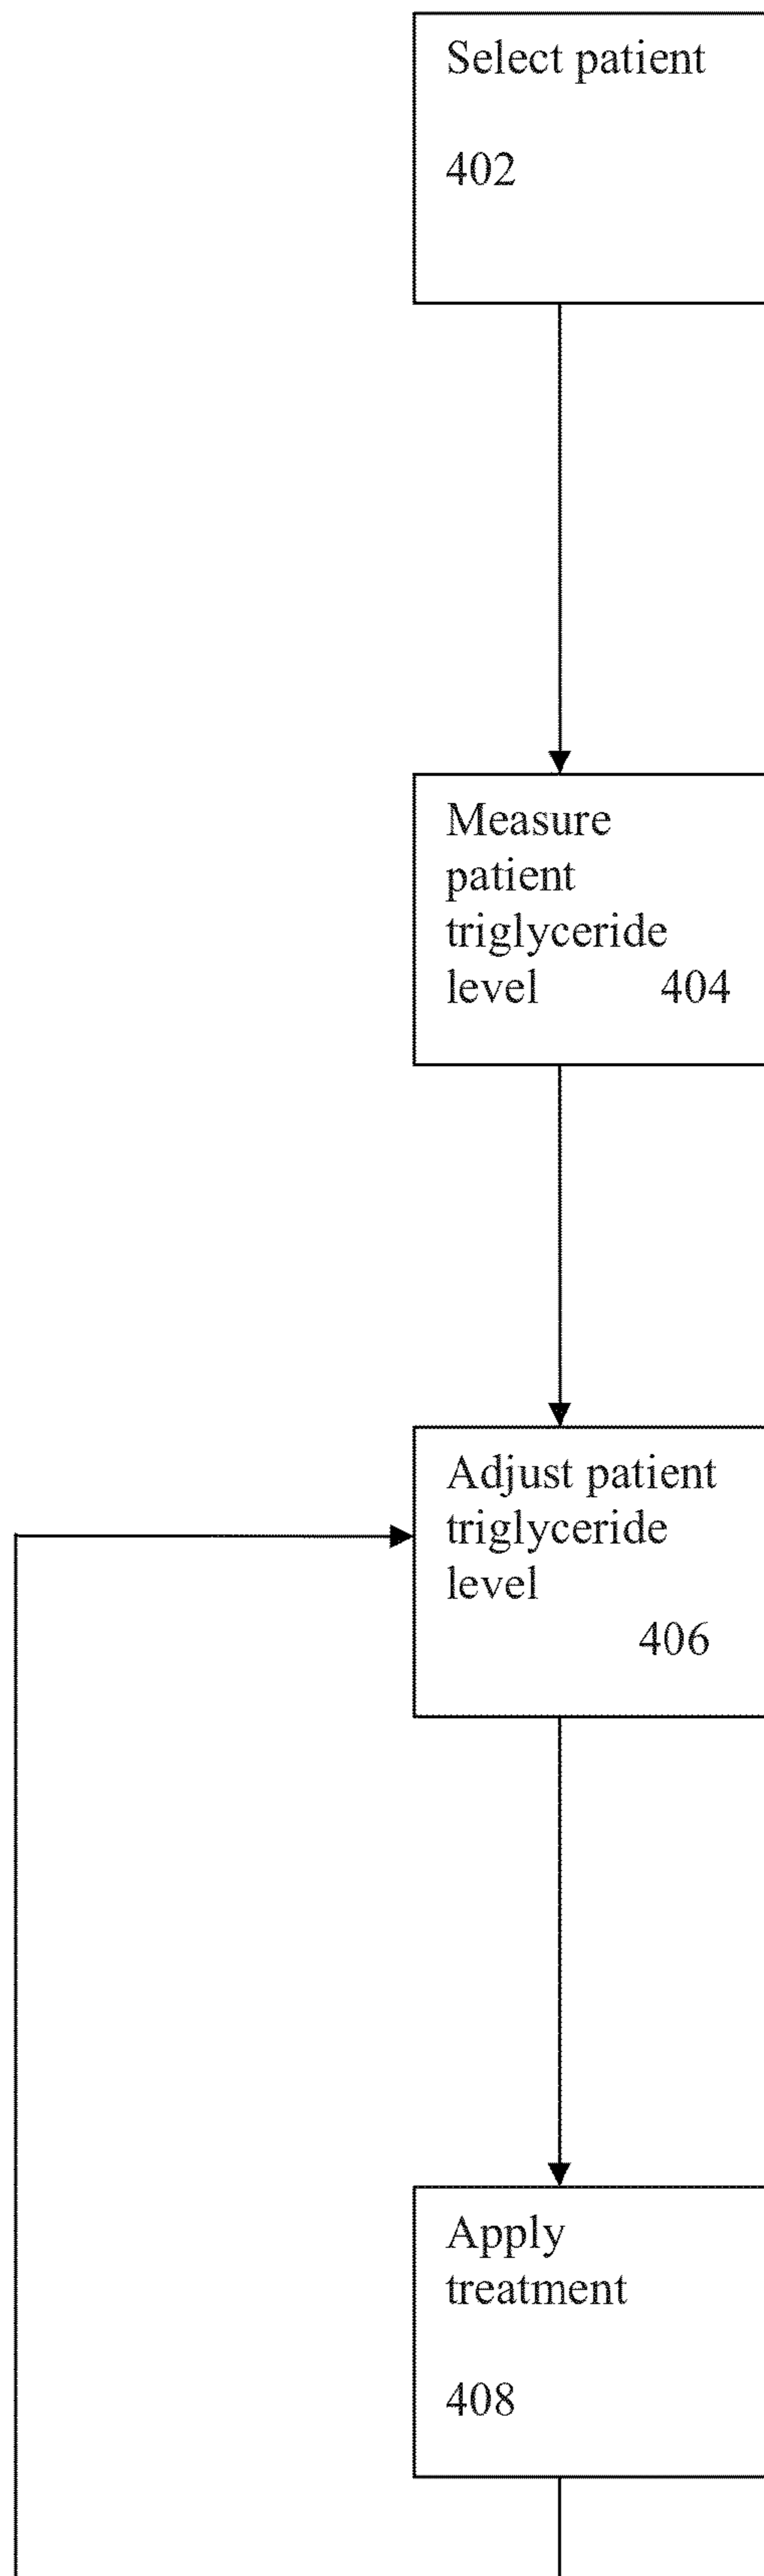 Select patient
402
Measure
patient
triglyceride
level 404
Adjust patient
triglyceride
level
406
Apply
treatment
408